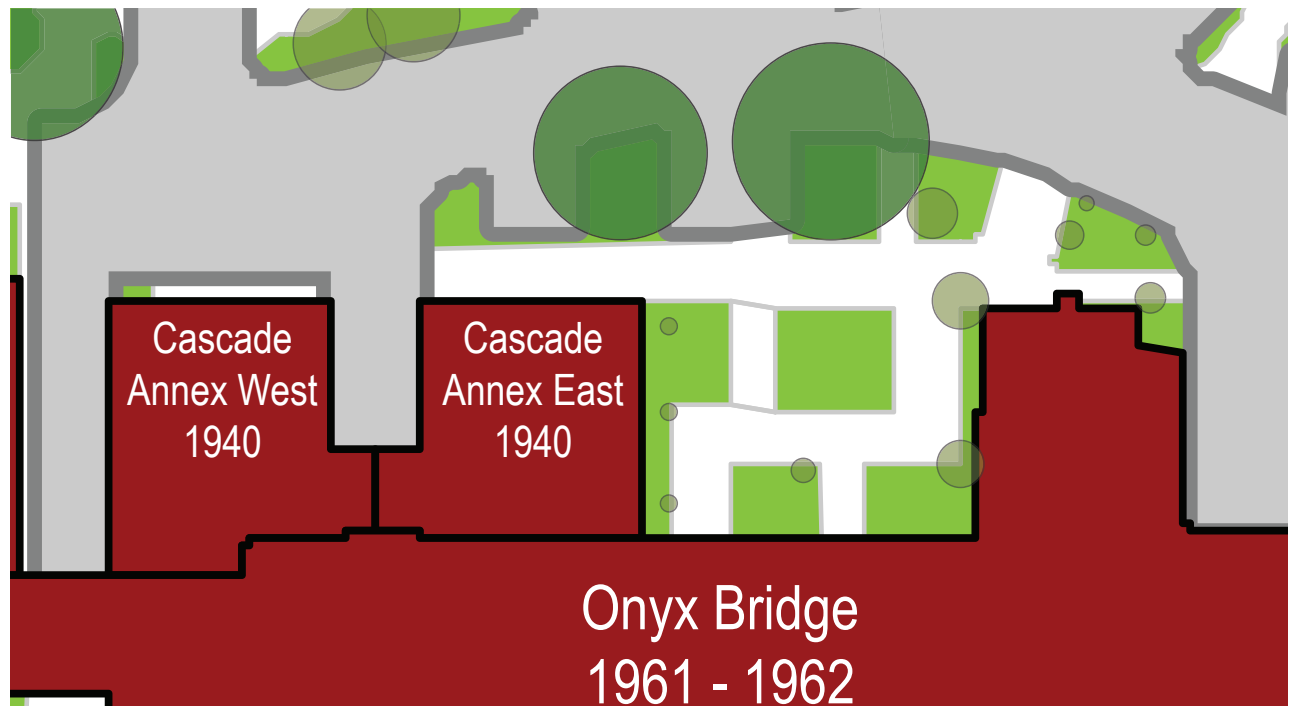 Cascade
Annex West
1940
Cascade
Annex East
1940
Onyx Bridge
1961 - 1962